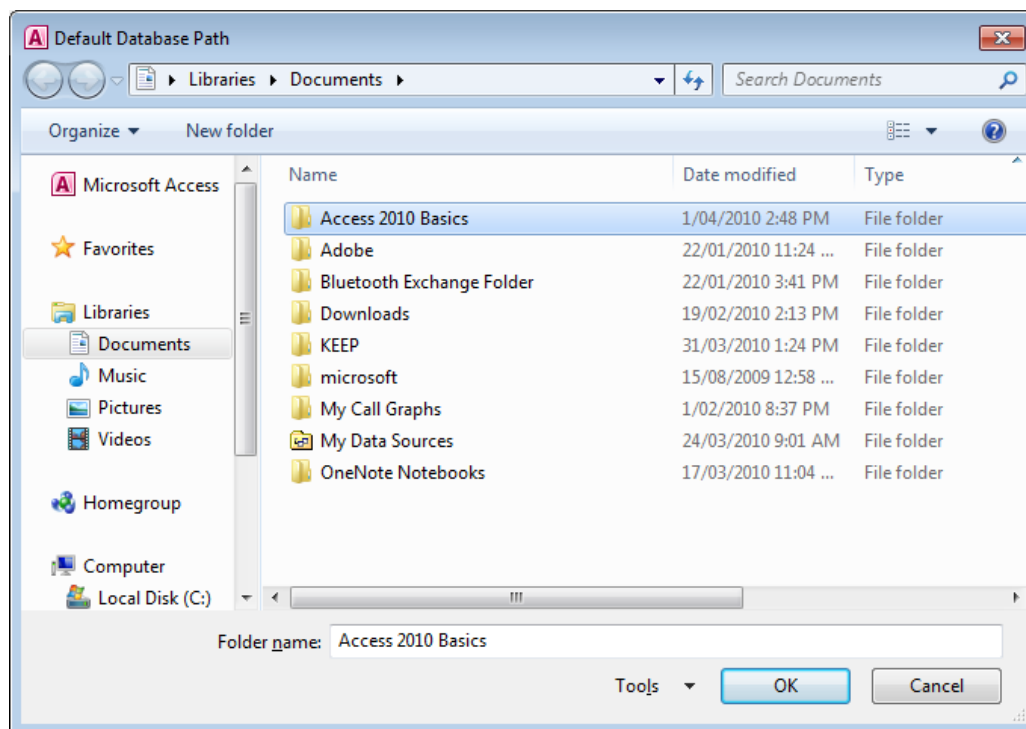 Default Database Path
Libraries Documents
Search Documents
Organize New folder
Microsoft Access
Favorites
Libraries
Documents
Music
Pictures
Videos
Homegroup
Computer
Local Disk (C:)
Name Date modified Type
Access 2010 Basics 1/04/2010 2:48 PM File folder
Adobe 22/01/2010 11:24 ... File folder
Bluetooth Exchange Folder 22/01/2010 3:41 PM File folder
Downloads 19/02/2010 2:13 PM File folder
KEEP 31/03/2010 1:24 PM File folder
microsoft 15/08/2009 12:58 ... File folder
My Call Graphs 1/02/2010 8:37 PM File folder
My Data Sources 24/03/2010 9:01 AM File folder
OneNote Notebooks 17/03/2010 11:04 ... File folder
Folder name: Access 2010 Basics
Tools OK Cancel